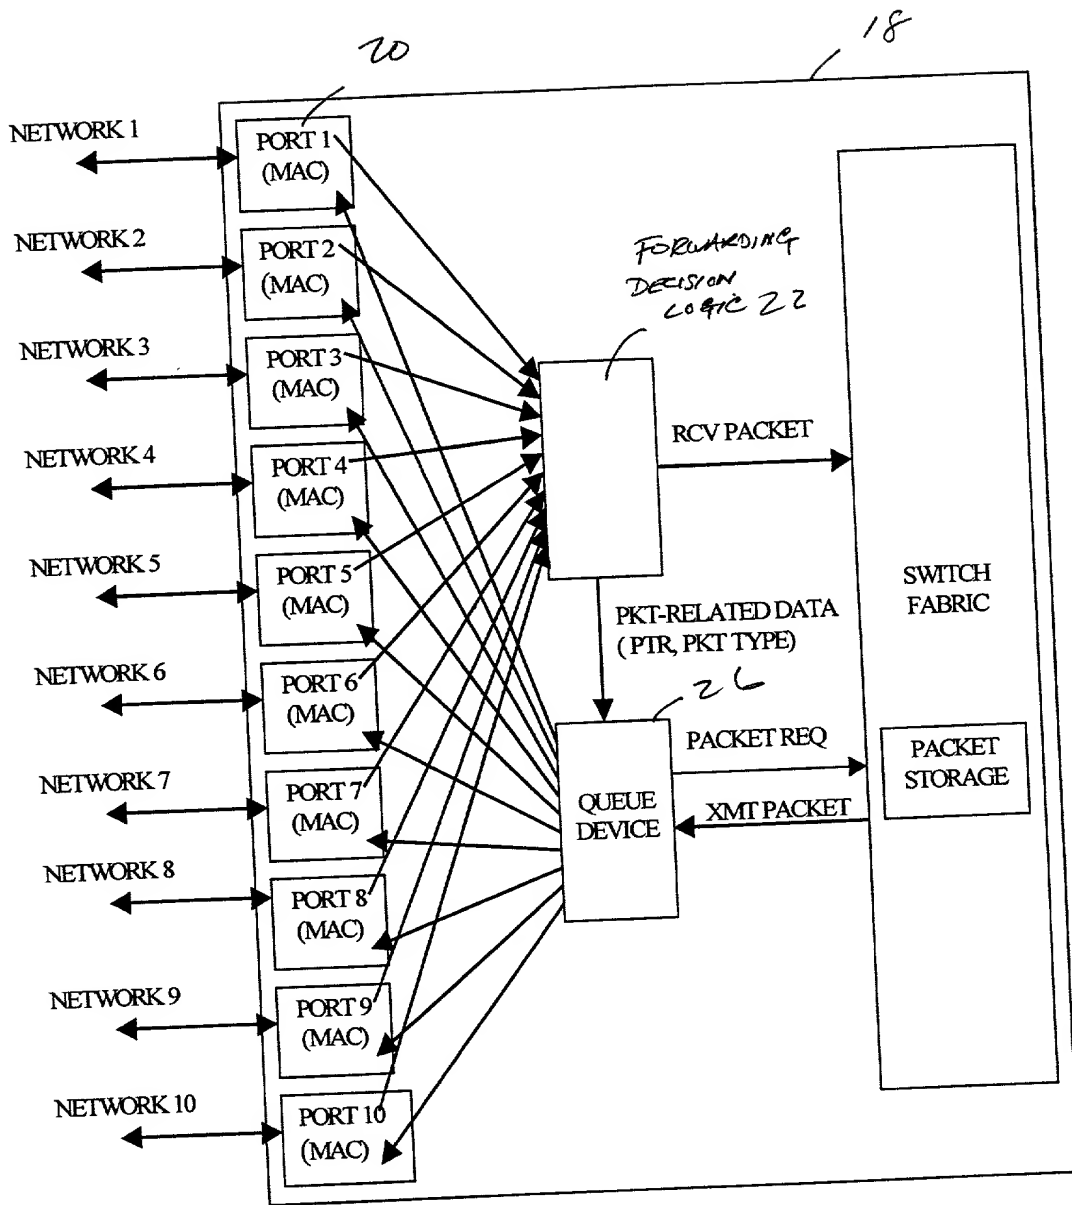 20
18
NETWORK 1
PORT 1
(MAC)
NETWORK 2
PORT 2
(MAC)
FORWARDING
DECISION
LOGIC 22
NETWORK 3
PORT 3
(MAC)
NETWORK 4
PORT 4
(MAC)
RCV PACKET
NETWORK 5
PORT 5
(MAC)
SWITCH
FABRIC
PKT-RELATED DATA
( PTR, PKT TYPE)
NETWORK 6
PORT 6
(MAC)
26
PACKET REQ
PACKET
STORAGE
NETWORK 7
PORT 7
(MAC)
QUEUE
DEVICE
XMT PACKET
NETWORK 8
PORT 8
(MAC)
NETWORK 9
PORT 9
(MAC)
NETWORK 10
PORT 10
(MAC)